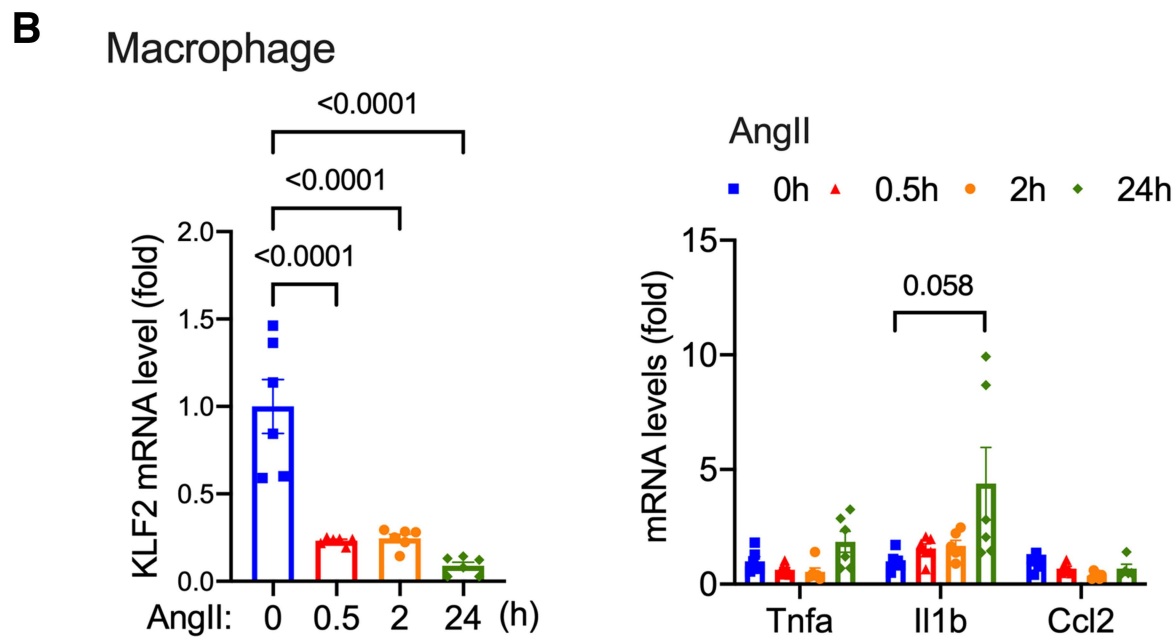 B
Macrophage
<0.0001
<0.0001
<0.0001
KLF2 mRNA level (fold)
2.0
1.5
1.0
0.5
0.0
AngII: 0 0.5 2 24 (h)
AngII
0h 0.5h 2h 24h
mRNA levels (fold)
15
10
5
0
0.058
Tnfa Il1b Ccl2